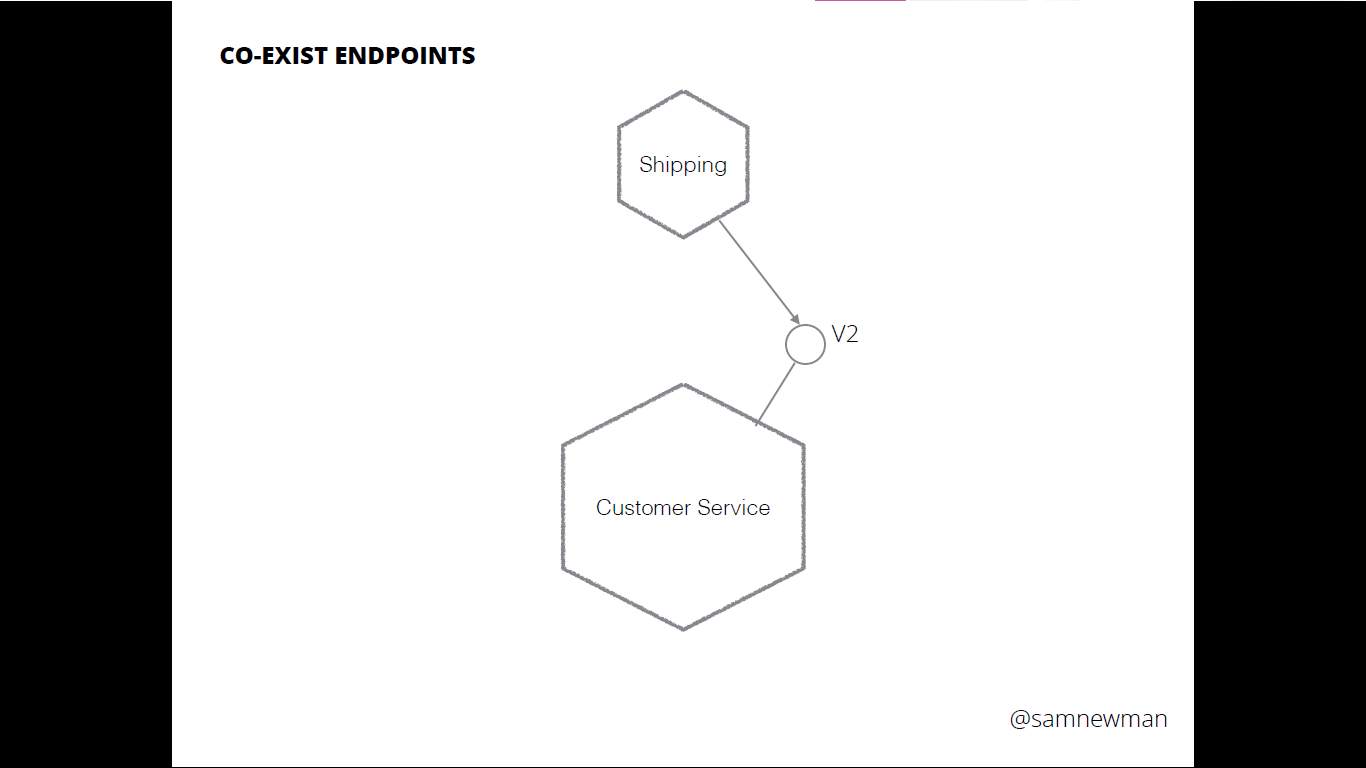 CO-EXIST ENDPOINTS
Shipping
V2
Customer Service
@samnewman